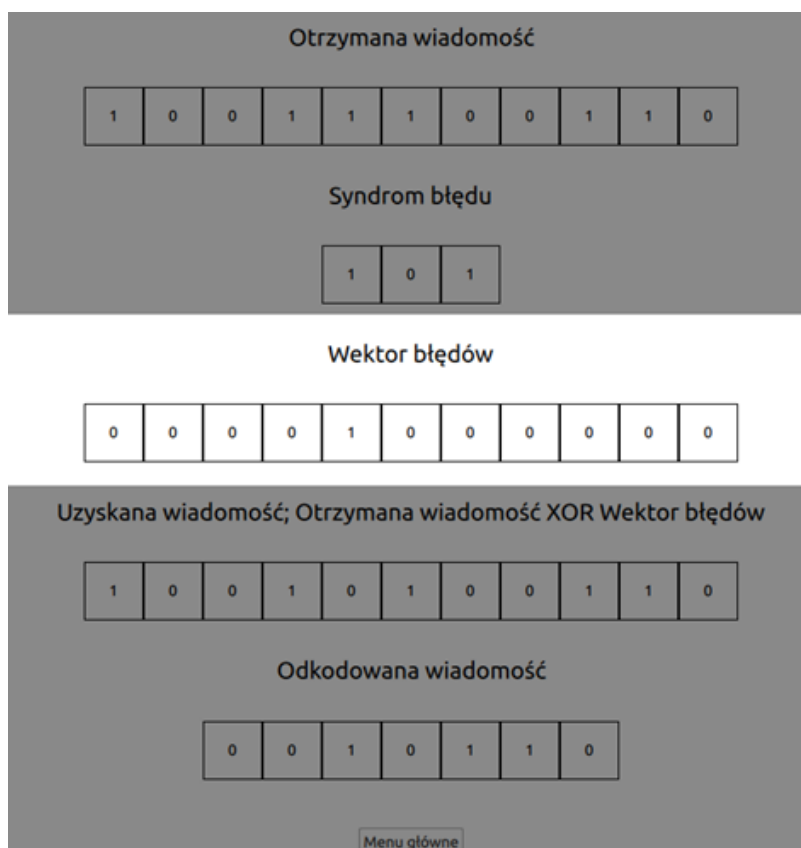 Otrzymana wiadomość
1 0 0 1 1 1 0 0 1 1 0
Syndrom błędu
1 0 1
Wektor błędów
0 0 0 0 1 0 0 0 0 0 0
Uzyskana wiadomość; Otrzymana wiadomość XOR Wektor błędów
1 0 0 1 0 1 0 0 1 1 0
Odkodowana wiadomość
0 0 1 0 1 1 0
Menu główne